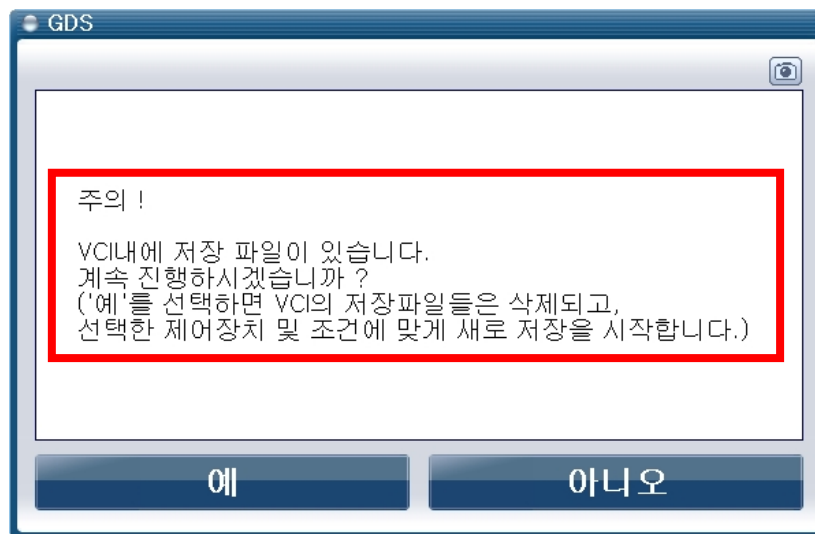 GDS
주의 !
VCI내에 저장 파일이 있습니다.
계속 진행하시겠습니까 ?
('예'를 선택하면 VCI의 저장파일들은 삭제되고,
선택한 제어장치 및 조건에 맞게 새로 저장을 시작합니다.)
예
아니오